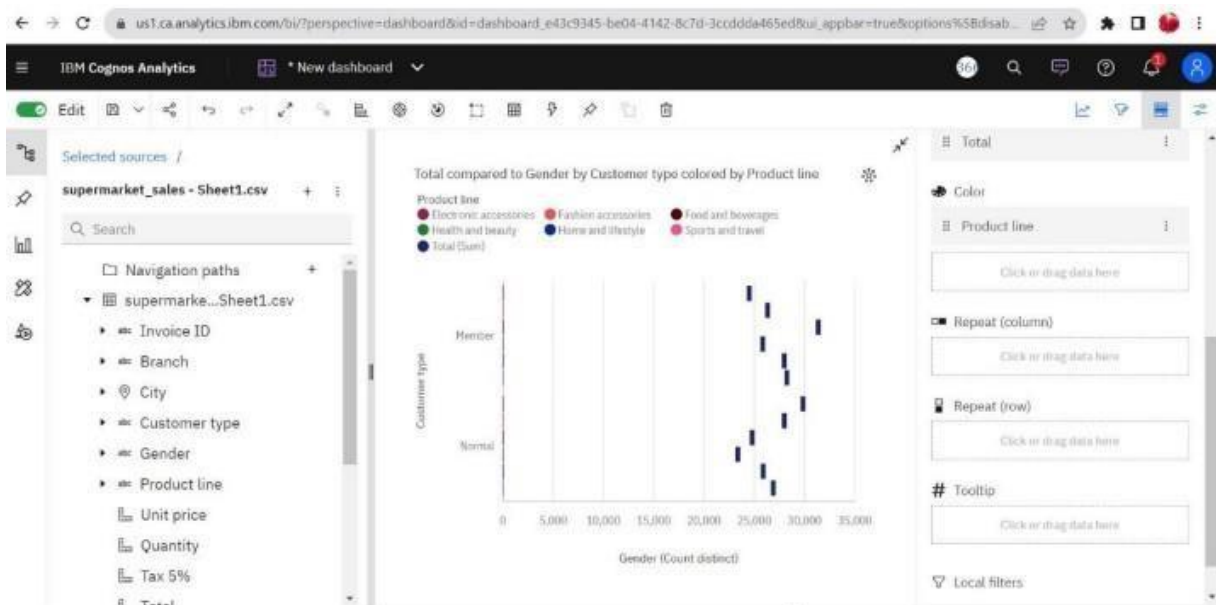 us1.ca.analytics.ibm.com/bi/?perspective=dashboard&id=dashboard_e43c9345-be04-4142-8c7d-3ccddda465ed&ui_appbar=true&options%5Bdisab...
IBM Cognos Analytics
* New dashboard
Edit
Selected sources /
supermarket_sales - Sheet1.csv
Search
Navigation paths
supermarke...Sheet1.csv
abc Invoice ID
abc Branch
City
abc Customer type
abc Gender
abc Product line
Unit price
Quantity
Tax 5%
Total
Total compared to Gender by Customer type colored by Product line
Product line
Electronic accessories Fashion accessories Food and beverages
Health and beauty Home and lifestyle Sports and travel
Total (Sum)
Customer type
Member
Normal
0 5,000 10,000 15,000 20,000 25,000 30,000 35,000
Gender (Count distinct)
Total
Color
Product line
Click or drag data here
Repeat (column)
Click or drag data here
Repeat (row)
Click or drag data here
# Tooltip
Click or drag data here
Local filters